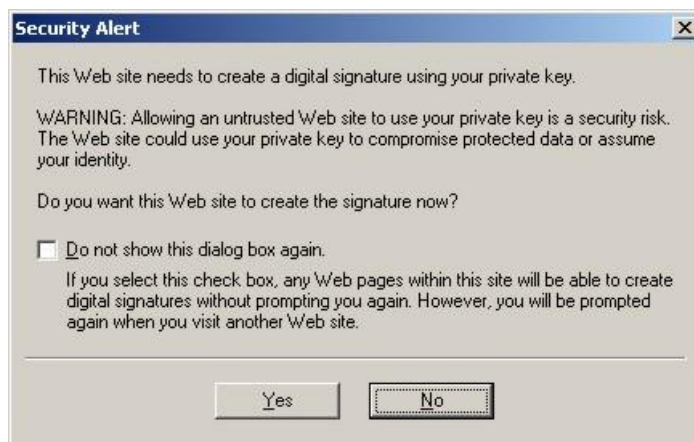 Security Alert
This Web site needs to create a digital signature using your private key.
WARNING: Allowing an untrusted Web site to use your private key is a security risk.
The Web site could use your private key to compromise protected data or assume
your identity.
Do you want this Web site to create the signature now?
Do not show this dialog box again.
If you select this check box, any Web pages within this site will be able to create
digital signatures without prompting you again. However, you will be prompted
again when you visit another Web site.
Yes No